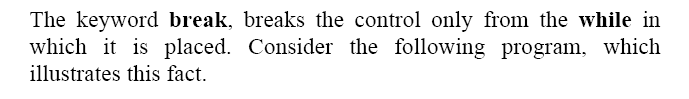 The keyword break, breaks the control only from the while in
which it is placed. Consider the following program, which
illustrates this fact.